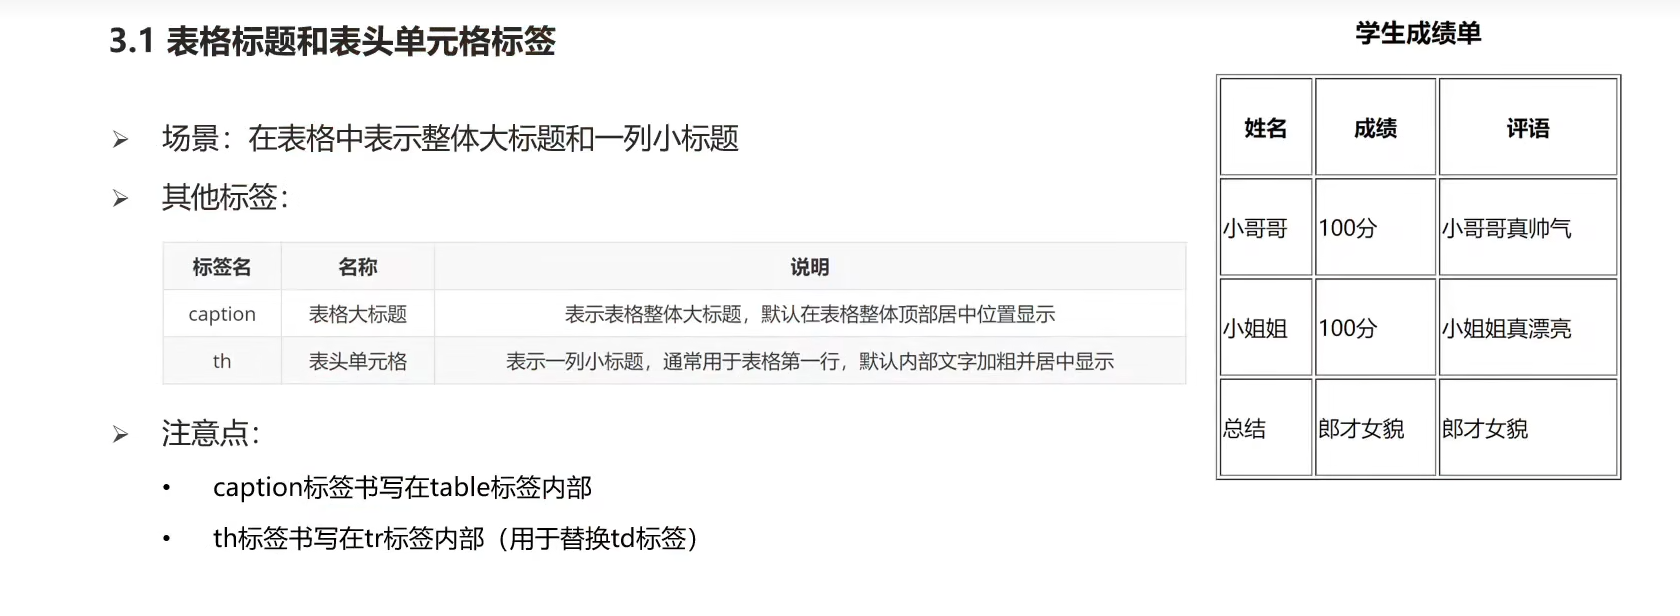 3.1 表格标题和表头单元格标签
场景：在表格中表示整体大标题和一列小标题
其他标签：
标签名 名称 说明
caption 表格大标题 表示表格整体大标题，默认在表格整体顶部居中位置显示
th 表头单元格 表示一列小标题，通常用于表格第一行，默认内部文字加粗并居中显示
注意点：
• caption标签书写在table标签内部
• th标签书写在tr标签内部（用于替换td标签）
学生成绩单
姓名 成绩 评语
小哥哥 100分 小哥哥真帅气
小姐姐 100分 小姐姐真漂亮
总结 郎才女貌 郎才女貌